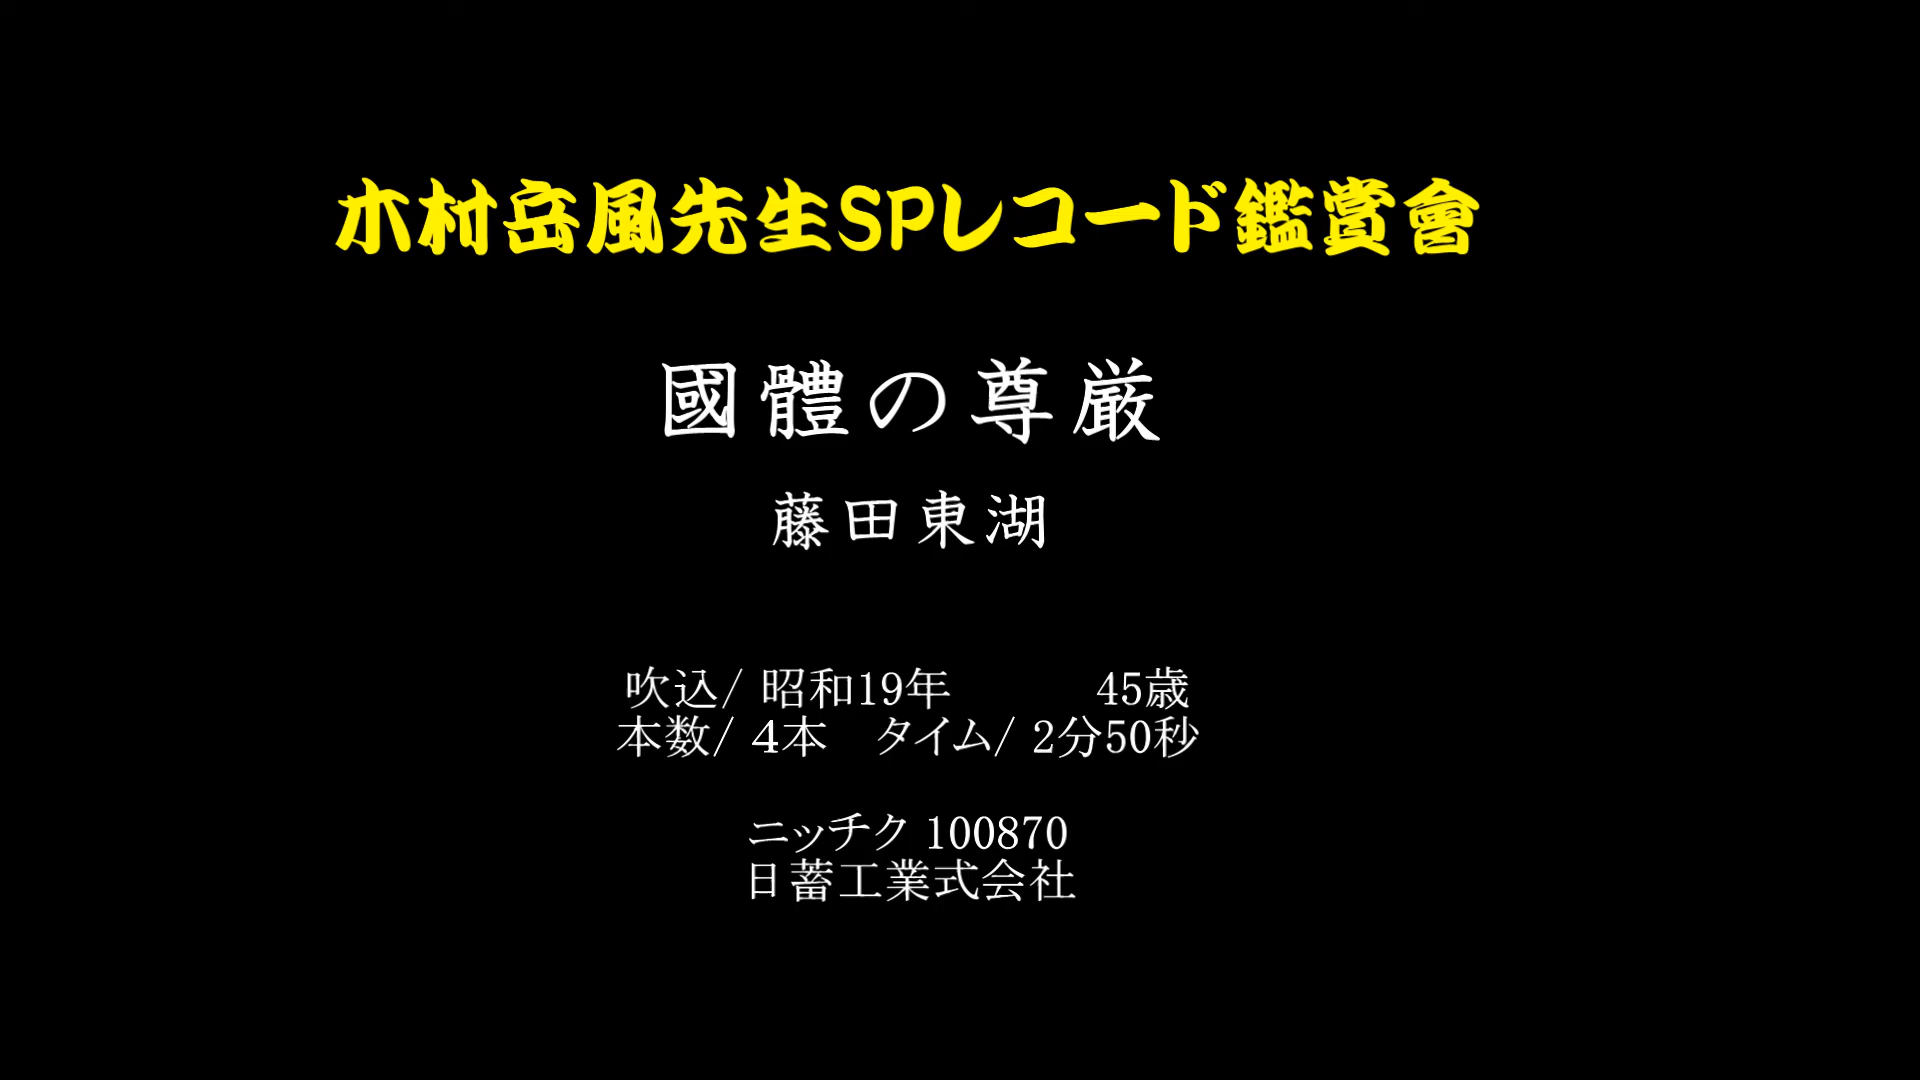 木村岳風先生SPレコード鑑賞會
國體の尊厳
藤田東湖
吹込/ 昭和19年　　　45歳
本数/ 4本　タイム/ 2分50秒
ニッチク 100870
日蓄工業式会社